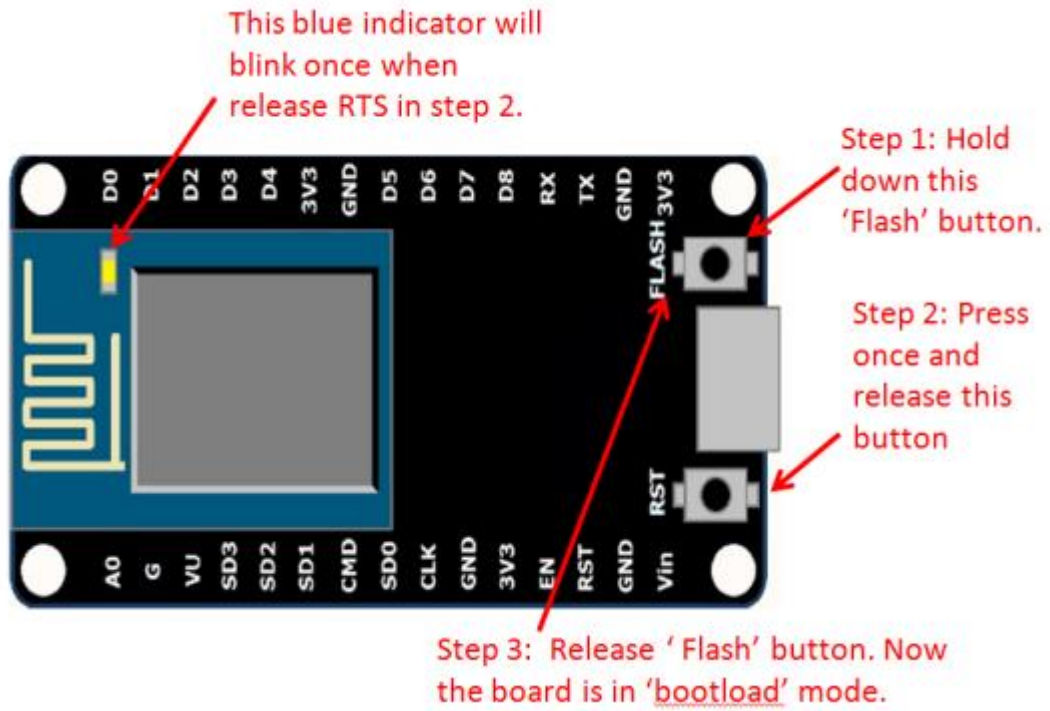 This blue indicator will
blink once when
release RTS in step 2.
Step 1: Hold
down this
‘Flash’ button.
D0 D1 D2 D3 D4 3V3 GND D5 D6 D7 D8 RX TX GND 3V3
FLASH
Step 2: Press
once and
release this
button
RST
A0 G VU SD3 SD2 SD1 CMD SD0 CLK GND 3V3 EN RST GND Vin
Step 3:  Release ‘ Flash’ button. Now
the board is in ‘bootload’ mode.